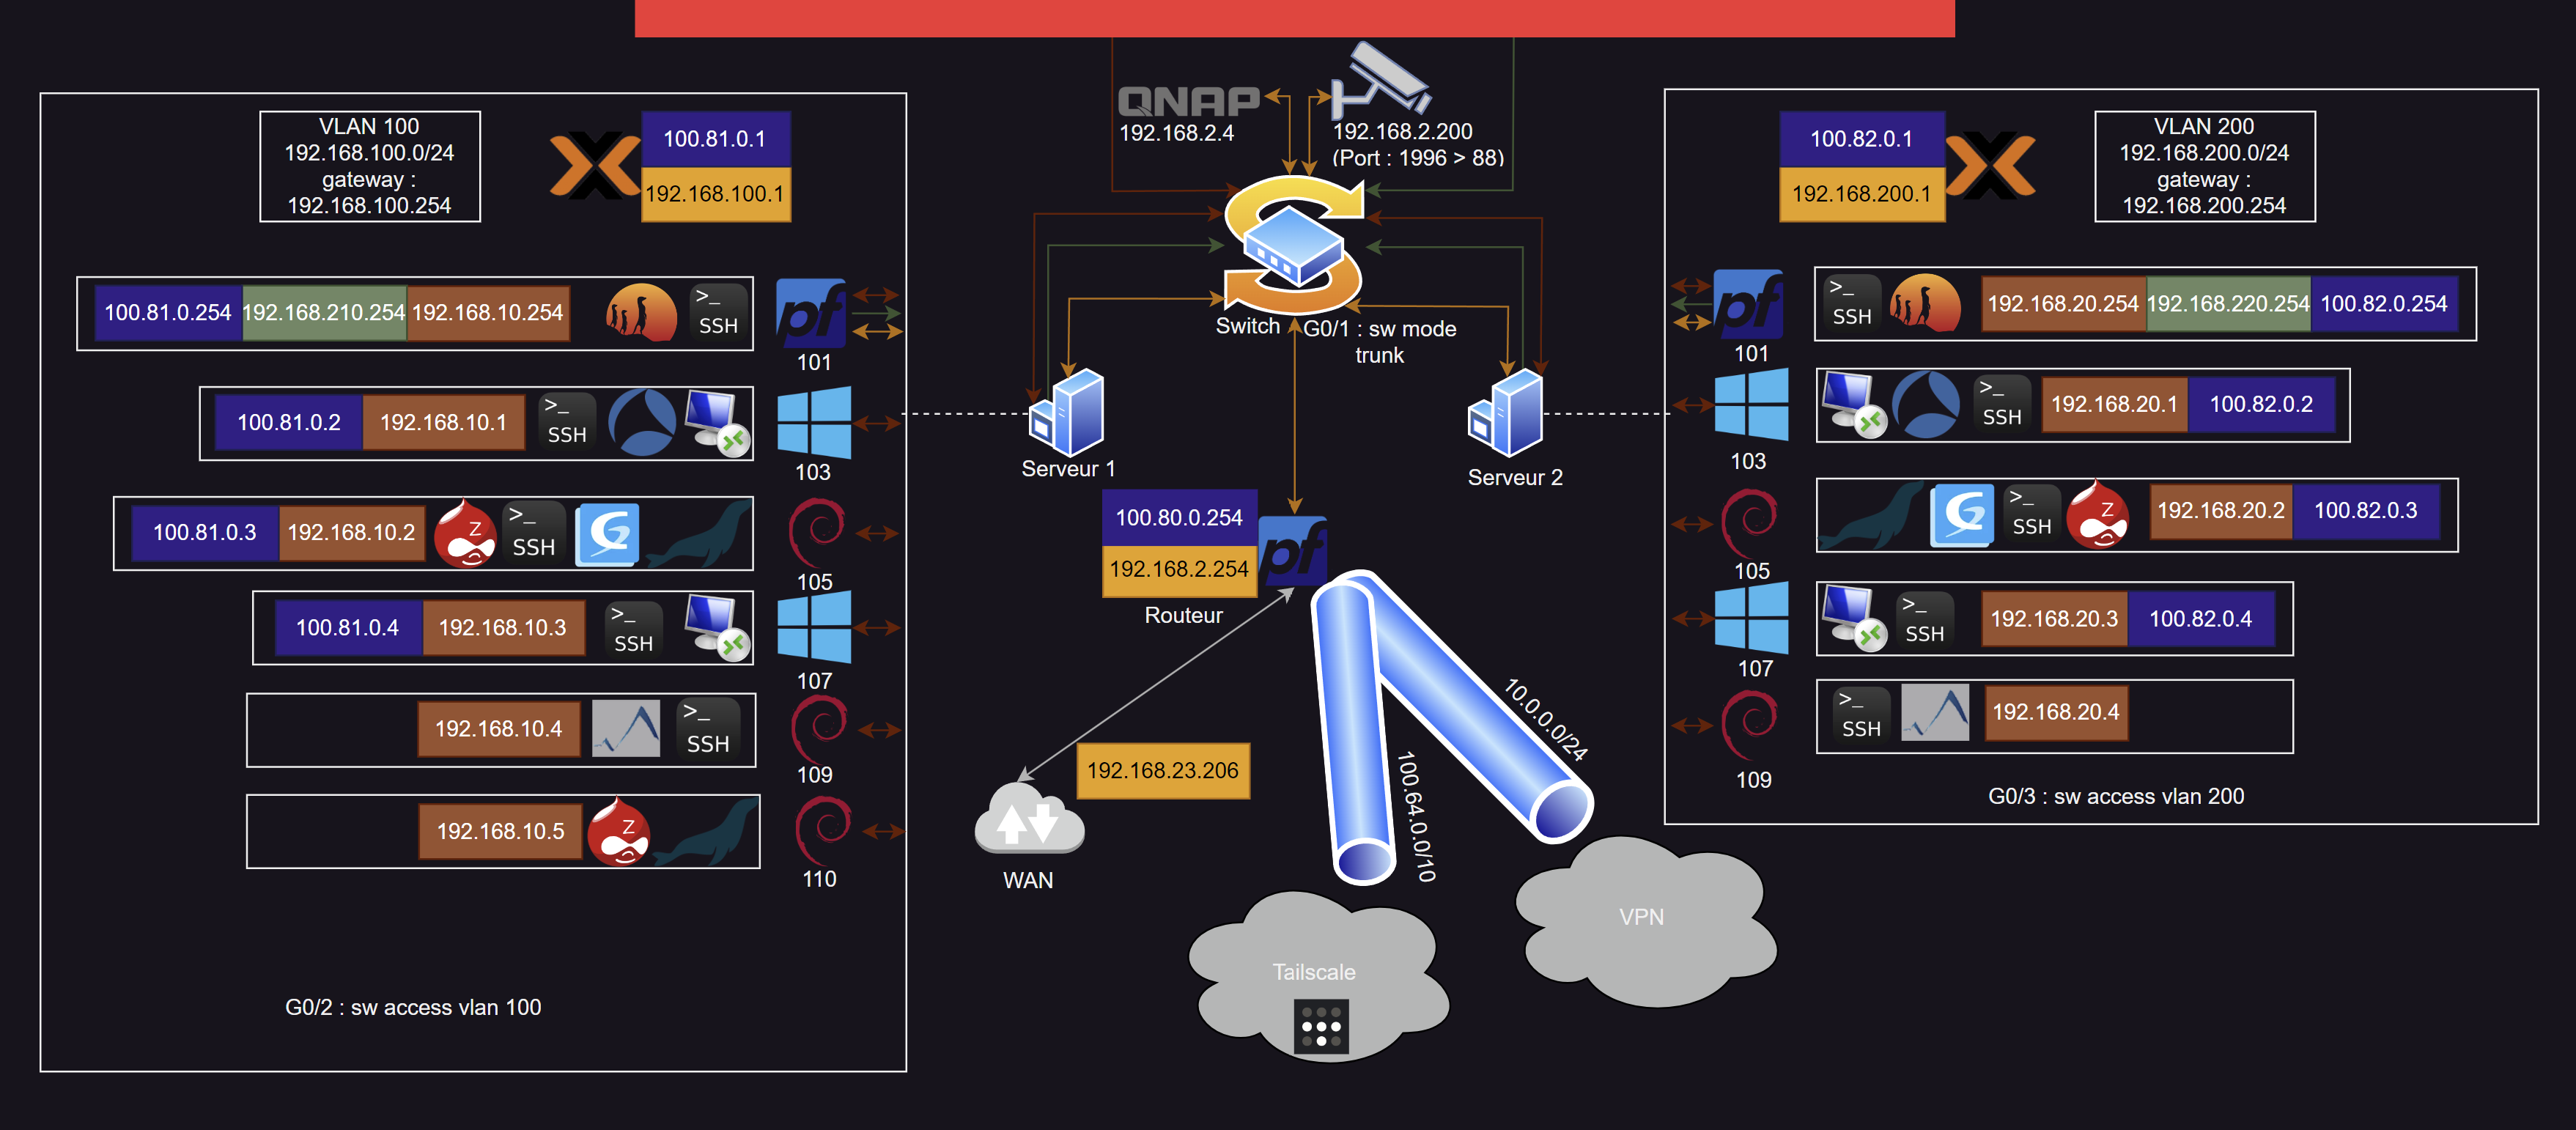 QNAP
192.168.2.4
192.168.2.200
(Port : 1996 > 88)
VLAN 100
192.168.100.0/24
gateway :
192.168.100.254
100.81.0.1
192.168.100.1
100.81.0.254
192.168.210.254
192.168.10.254
>_
SSH
pf
101
100.81.0.2
192.168.10.1
>_
SSH
103
100.81.0.3
192.168.10.2
Z
>_
SSH
105
100.81.0.4
192.168.10.3
>_
SSH
107
192.168.10.4
>_
SSH
109
192.168.10.5
Z
110
G0/2 : sw access vlan 100
Switch
G0/1 : sw mode
trunk
Serveur 1
Serveur 2
100.80.0.254
192.168.2.254
pf
Routeur
192.168.23.206
WAN
100.64.0.0/10
10.0.0.0/24
Tailscale
VPN
100.82.0.1
192.168.200.1
VLAN 200
192.168.200.0/24
gateway :
192.168.200.254
pf
101
>_
SSH
192.168.20.254
192.168.220.254
100.82.0.254
103
>_
SSH
192.168.20.1
100.82.0.2
105
>_
SSH
Z
192.168.20.2
100.82.0.3
107
>_
SSH
192.168.20.3
100.82.0.4
109
>_
SSH
192.168.20.4
G0/3 : sw access vlan 200